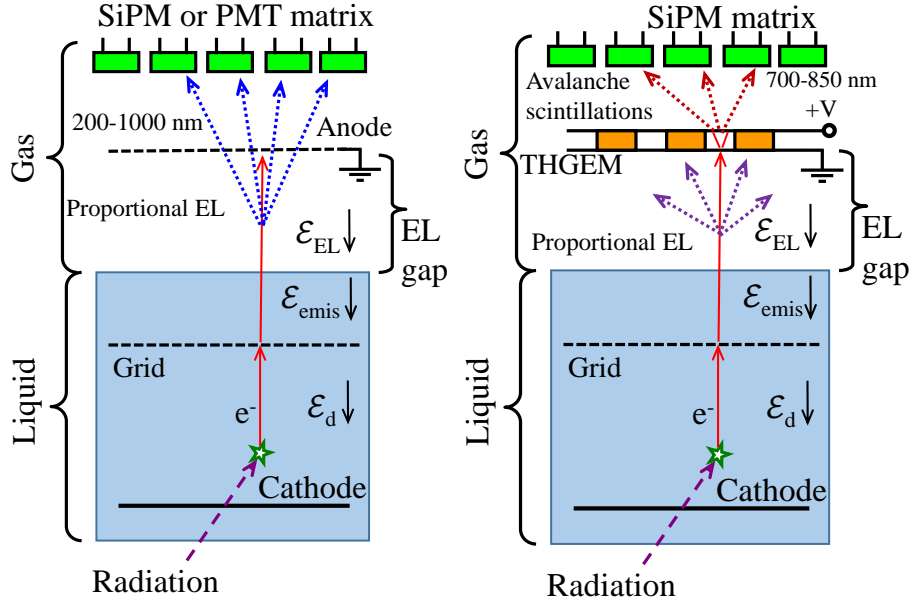 SiPM or PMT matrix
200-1000 nm
Anode
Gas
Proportional EL
ℰEL
EL
gap
ℰemis
Grid
Liquid
e-
ℰd
Cathode
Radiation
SiPM matrix
Avalanche
scintillations
700-850 nm
+V
Gas
THGEM
Proportional EL
ℰEL
EL
gap
ℰemis
Grid
Liquid
e-
ℰd
Cathode
Radiation